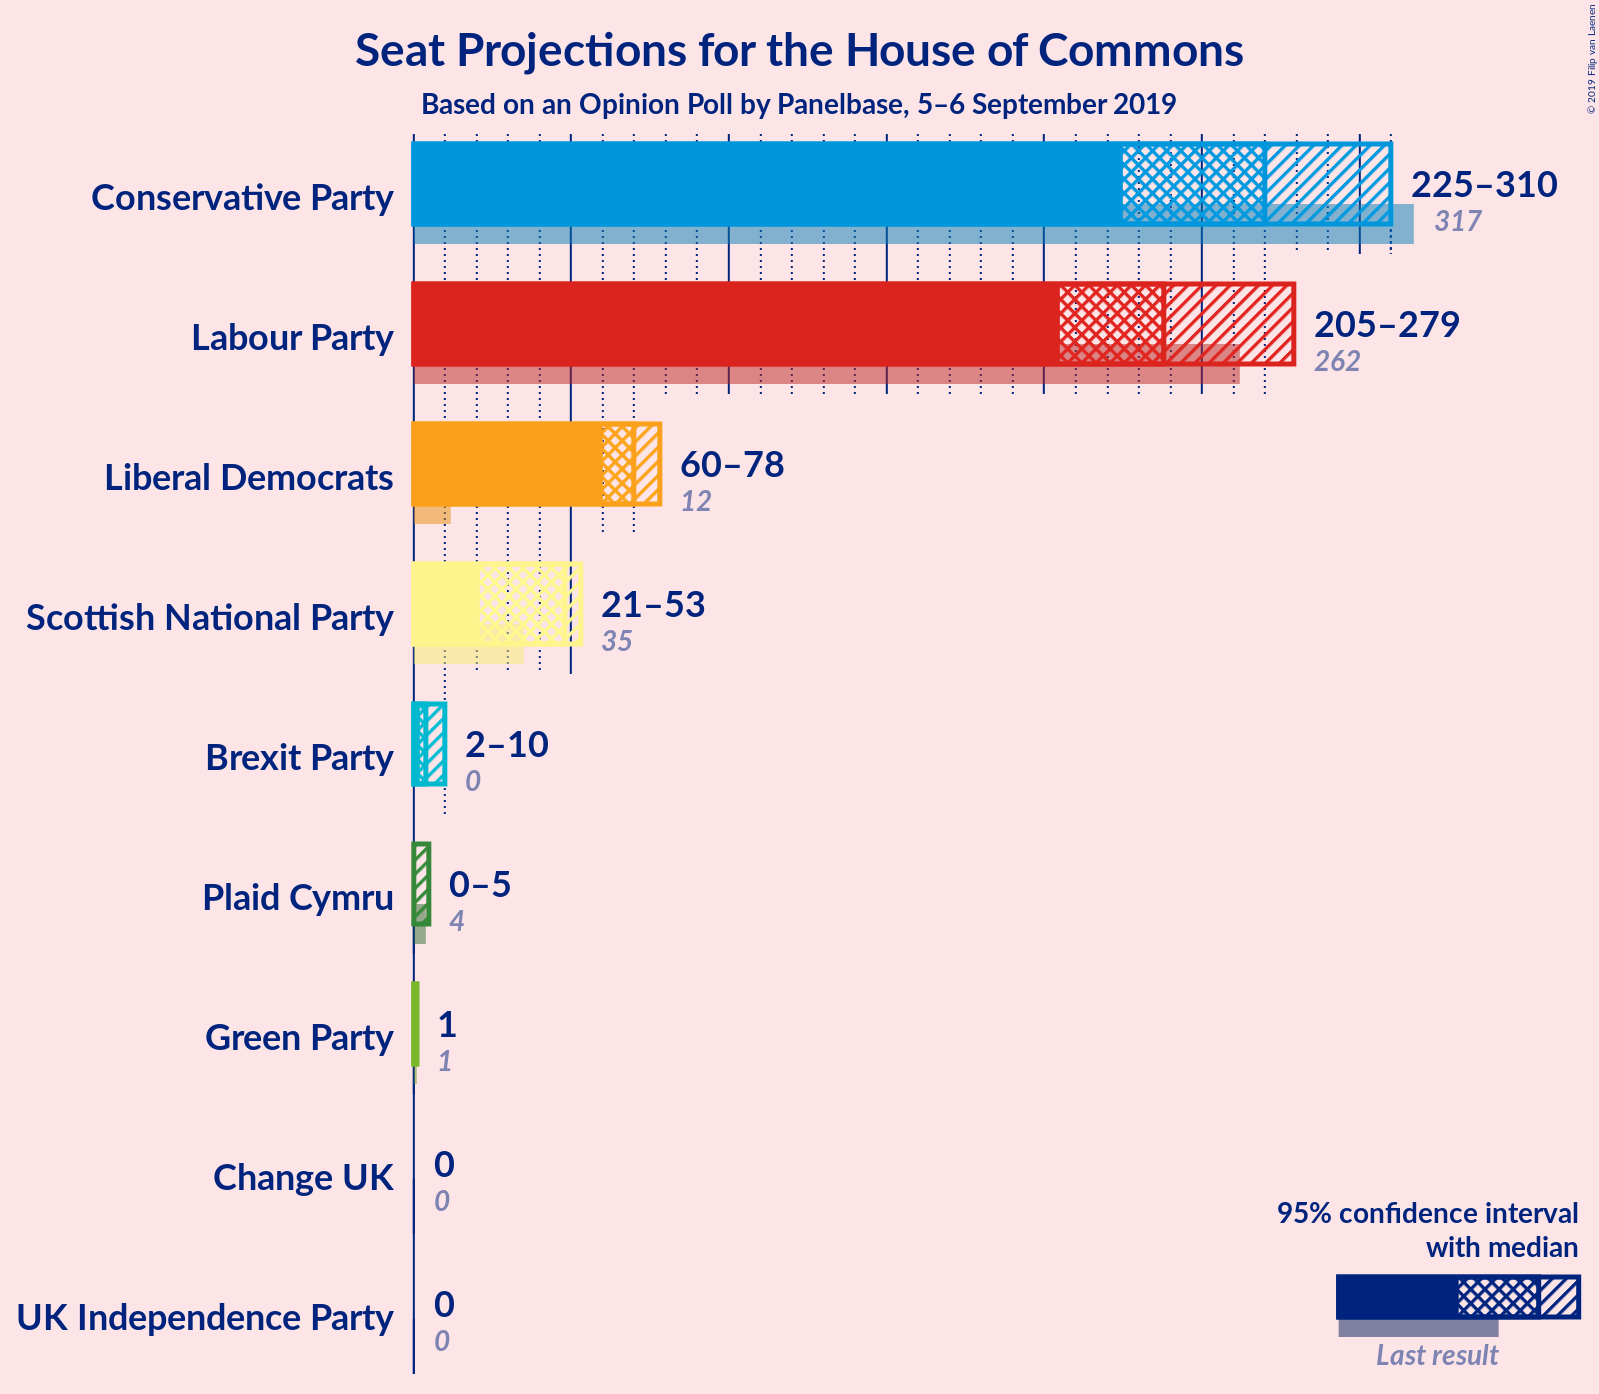 Seat Projections for the House of Commons
Based on an Opinion Poll by Panelbase, 5–6 September 2019
© 2019 Filip van Laenen
Conservative Party
225–310
317
Labour Party
205–279
262
Liberal Democrats
60–78
12
Scottish National Party
21–53
35
Brexit Party
2–10
0
Plaid Cymru
0–5
4
Green Party
1
1
Change UK
0
0
UK Independence Party
0
0
95% confidence interval
with median
Last result